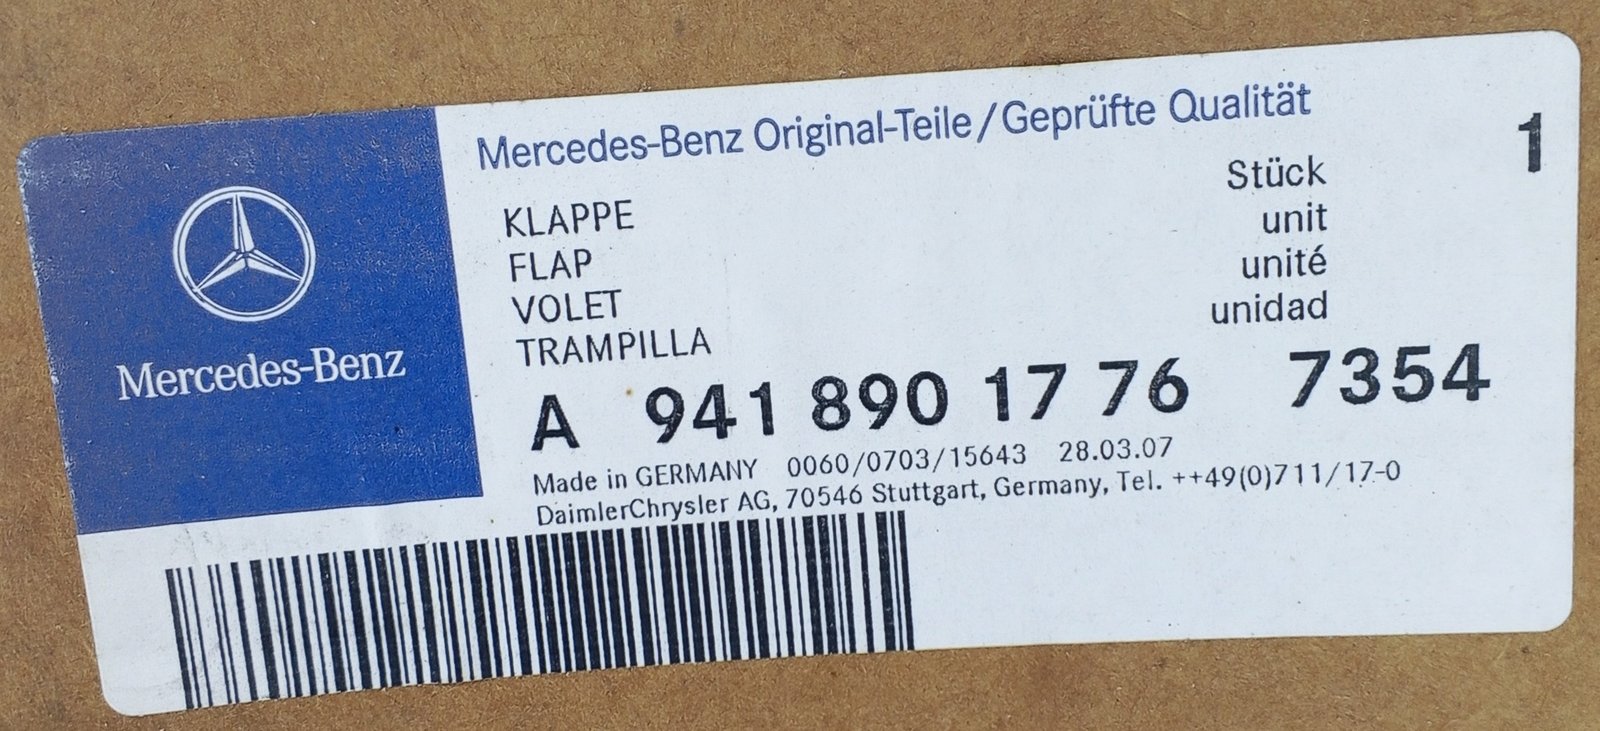 Mercedes-Benz
Mercedes-Benz Original-Teile/Geprüfte Qualität
KLAPPE
FLAP
VOLET
TRAMPILLA
Stück 1
unit
unité
unidad
A 941 890 17 76 7354
Made in GERMANY 0060/0703/15643 28.03.07
DaimlerChrysler AG, 70546 Stuttgart, Germany, Tel. ++49(0)711/17-0